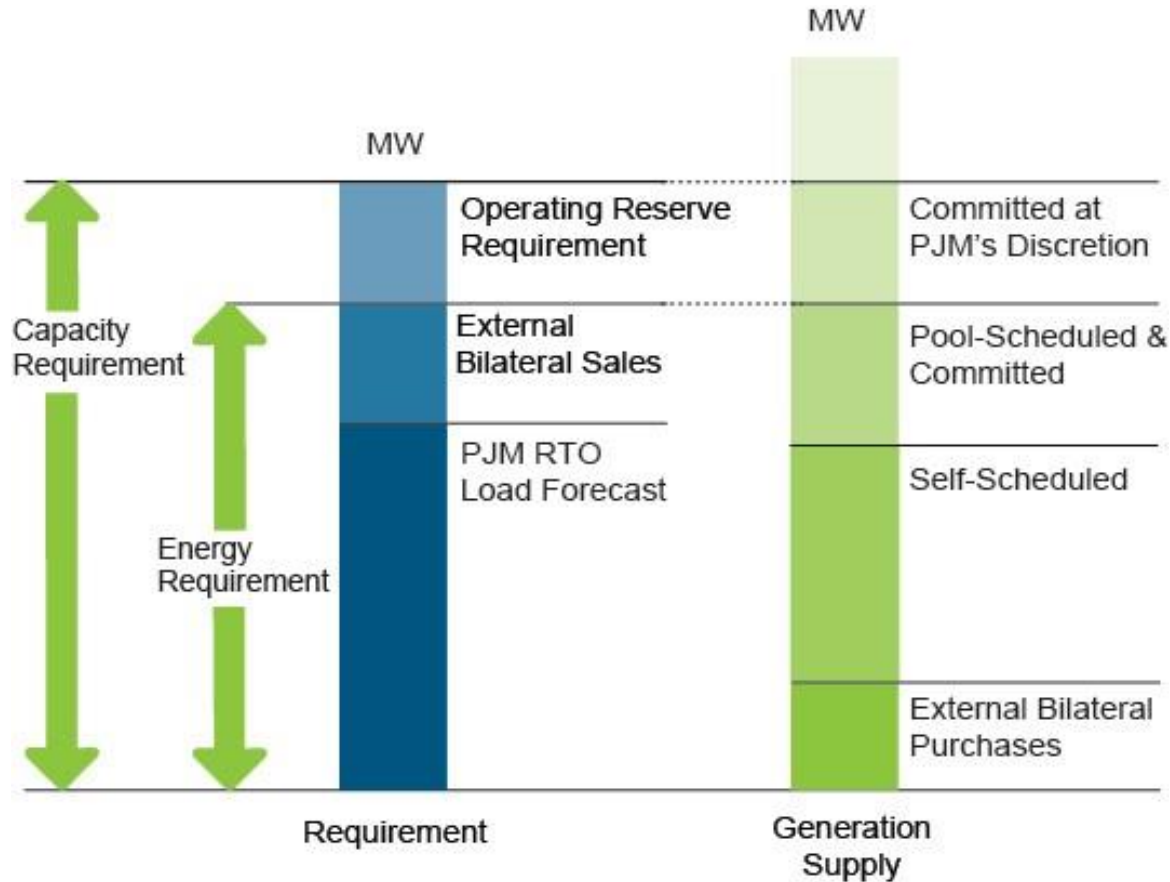 MW
MW
Operating Reserve
Requirement
Committed at
PJM's Discretion
Capacity
Requirement
External
Bilateral Sales
Pool-Scheduled &
Committed
PJM RTO
Load Forecast
Self-Scheduled
Energy
Requirement
External Bilateral
Purchases
Requirement
Generation
Supply